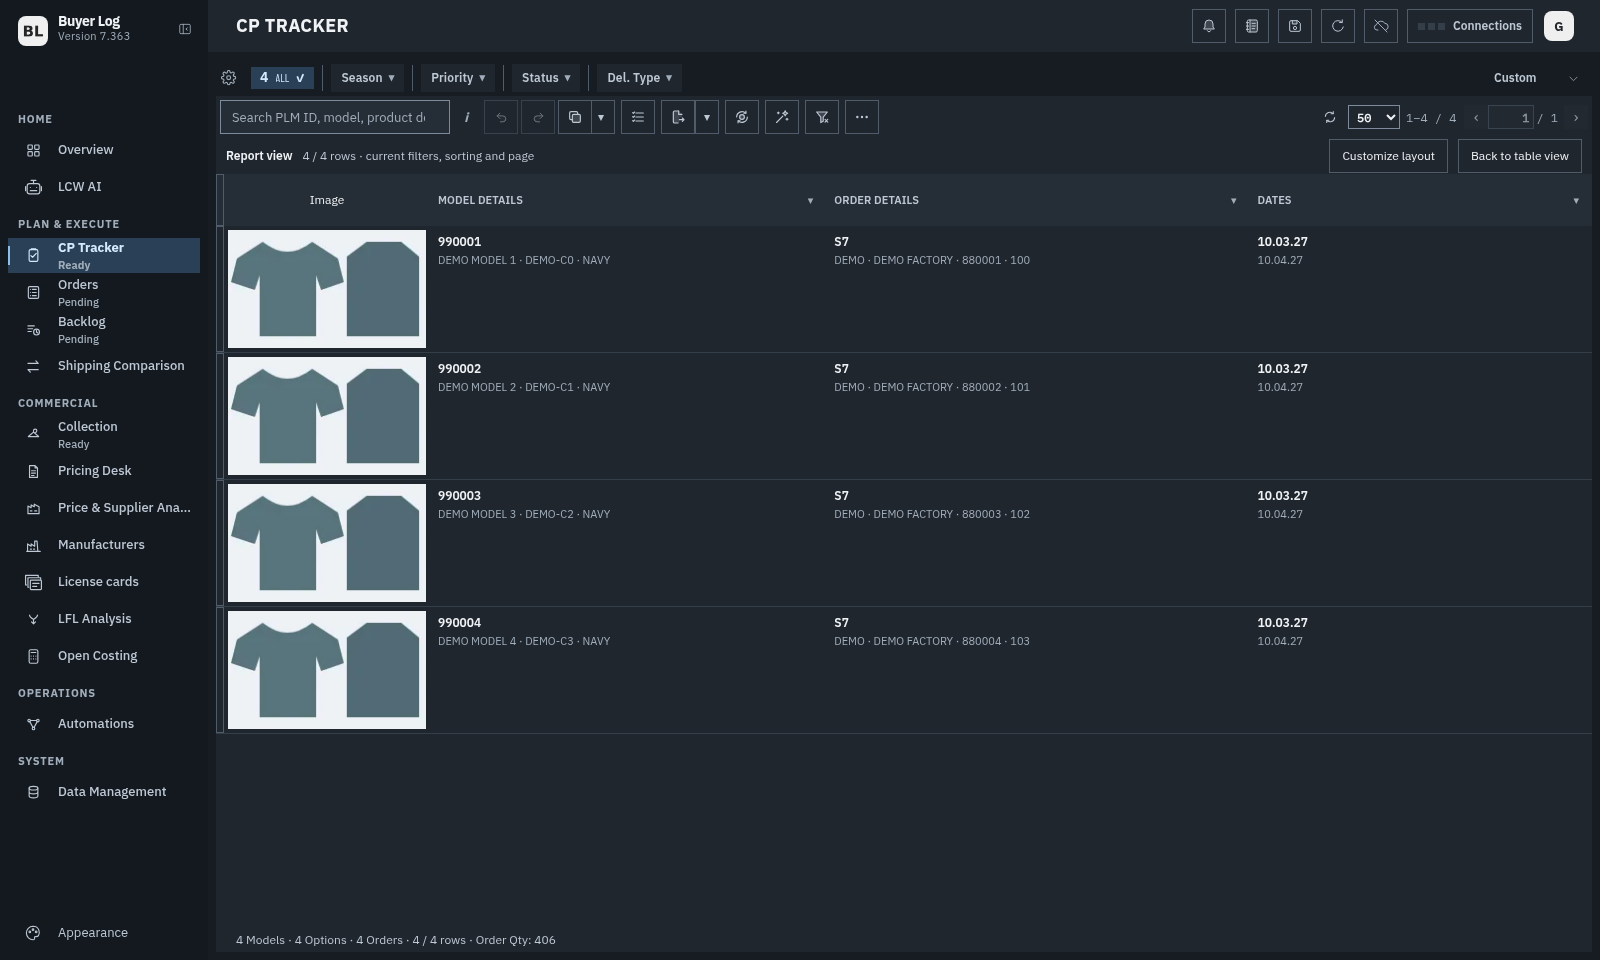 BL
Buyer Log
Version 7.363
CP TRACKER
Connections
G
4 ALL
Season
Priority
Status
Del. Type
Custom
Search PLM ID, model, product d
i
50
1–4 / 4
1 / 1
Report view 4 / 4 rows · current filters, sorting and page
Customize layout
Back to table view
HOME
Overview
LCW AI
PLAN & EXECUTE
CP Tracker
Ready
Orders
Pending
Backlog
Pending
Shipping Comparison
COMMERCIAL
Collection
Ready
Pricing Desk
Price & Supplier Ana...
Manufacturers
License cards
LFL Analysis
Open Costing
OPERATIONS
Automations
SYSTEM
Data Management
Appearance
Image MODEL DETAILS ORDER DETAILS DATES
990001 S7 10.03.27
DEMO MODEL 1 · DEMO-C0 · NAVY DEMO · DEMO FACTORY · 880001 · 100 10.04.27
990002 S7 10.03.27
DEMO MODEL 2 · DEMO-C1 · NAVY DEMO · DEMO FACTORY · 880002 · 101 10.04.27
990003 S7 10.03.27
DEMO MODEL 3 · DEMO-C2 · NAVY DEMO · DEMO FACTORY · 880003 · 102 10.04.27
990004 S7 10.03.27
DEMO MODEL 4 · DEMO-C3 · NAVY DEMO · DEMO FACTORY · 880004 · 103 10.04.27
4 Models · 4 Options · 4 Orders · 4 / 4 rows · Order Qty: 406